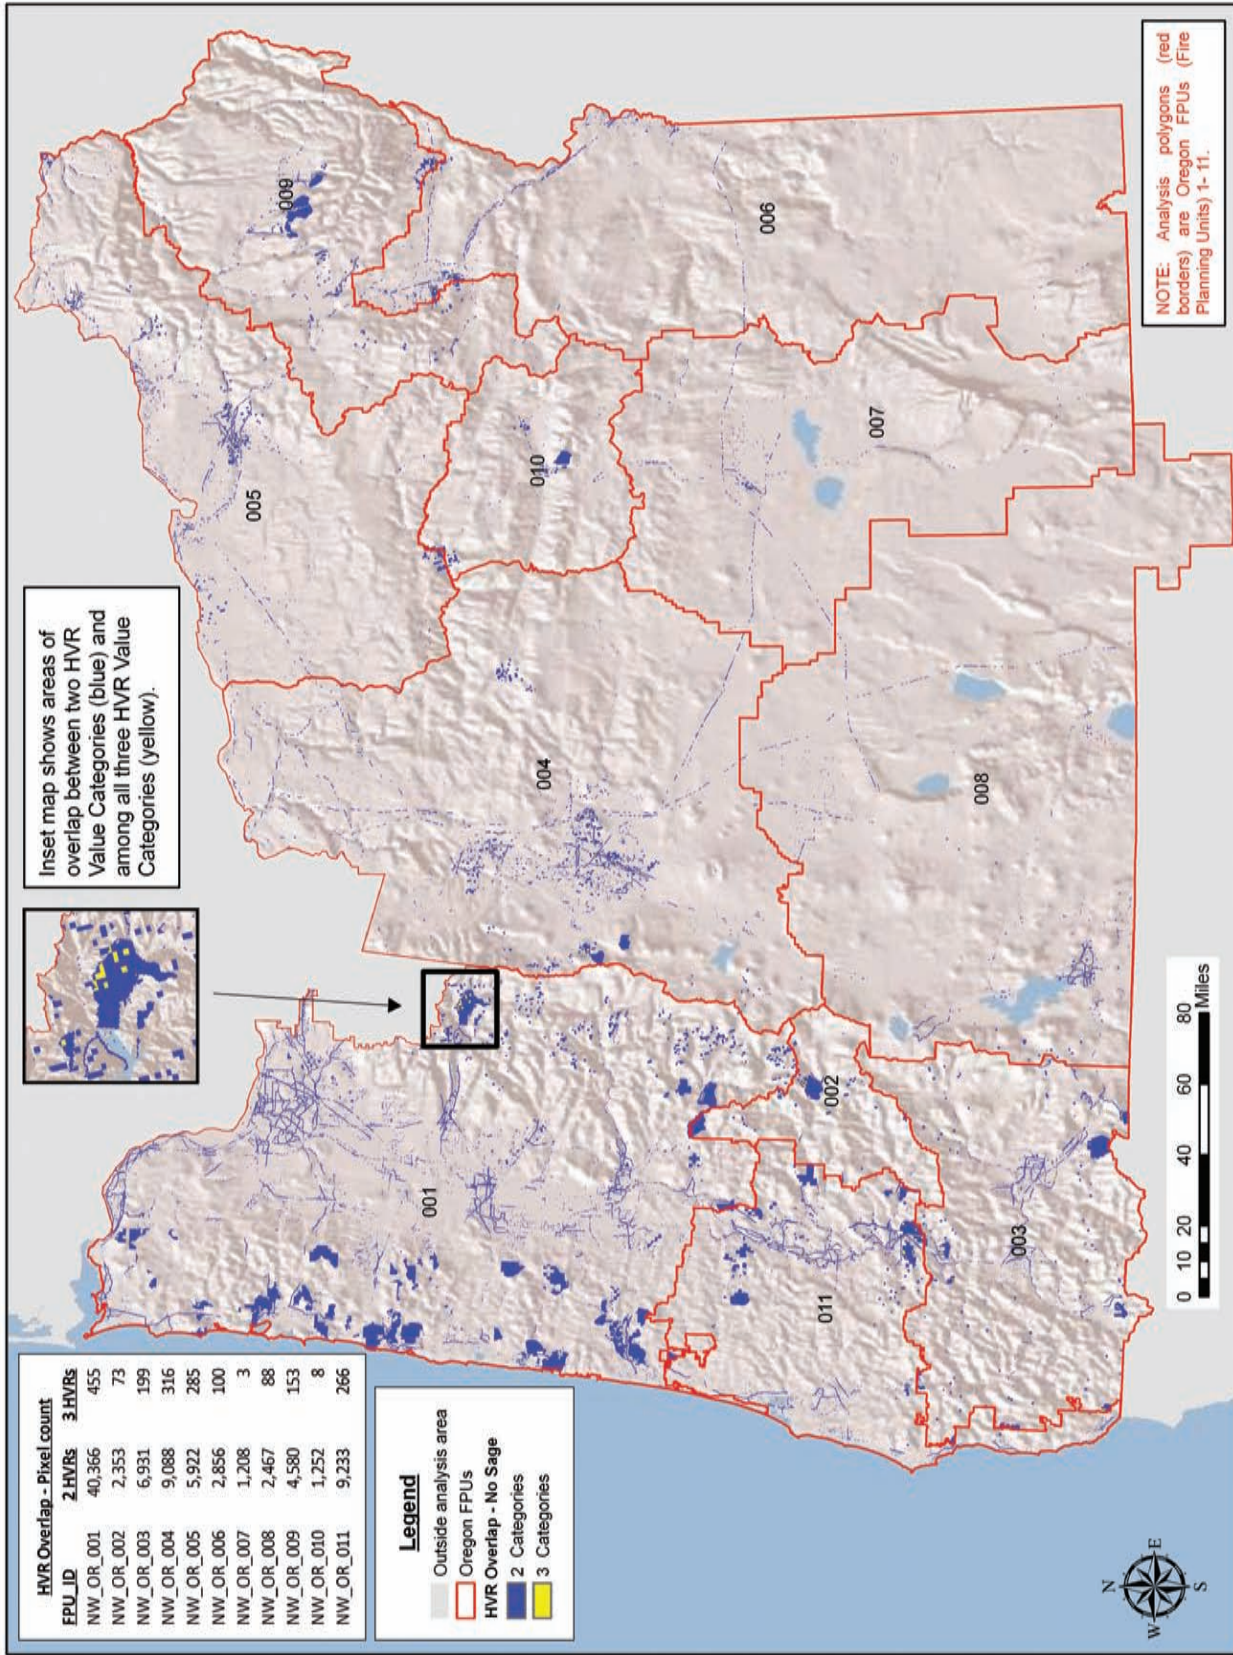 HVR Overlap - Pixel count
FPU_ID 2 HVRs 3 HVRs
NW_OR_001 40,366 455
NW_OR_002 2,353 73
NW_OR_003 6,931 199
NW_OR_004 9,088 316
NW_OR_005 5,922 285
NW_OR_006 2,856 100
NW_OR_007 1,208 3
NW_OR_008 2,467 88
NW_OR_009 4,580 153
NW_OR_010 1,252 8
NW_OR_011 9,233 266
Legend
Outside analysis area
Oregon FPUs
HVR Overlap - No Sage
2 Categories
3 Categories
Inset map shows areas of
overlap between two HVR
Value Categories (blue) and
among all three HVR Value
Categories (yellow).
001
002
003
004
005
006
007
008
009
010
011
N
W
E
S
0 10 20 40 60 80
Miles
NOTE: Analysis polygons (red
borders) are Oregon FPUs (Fire
Planning Units) 1- 11.